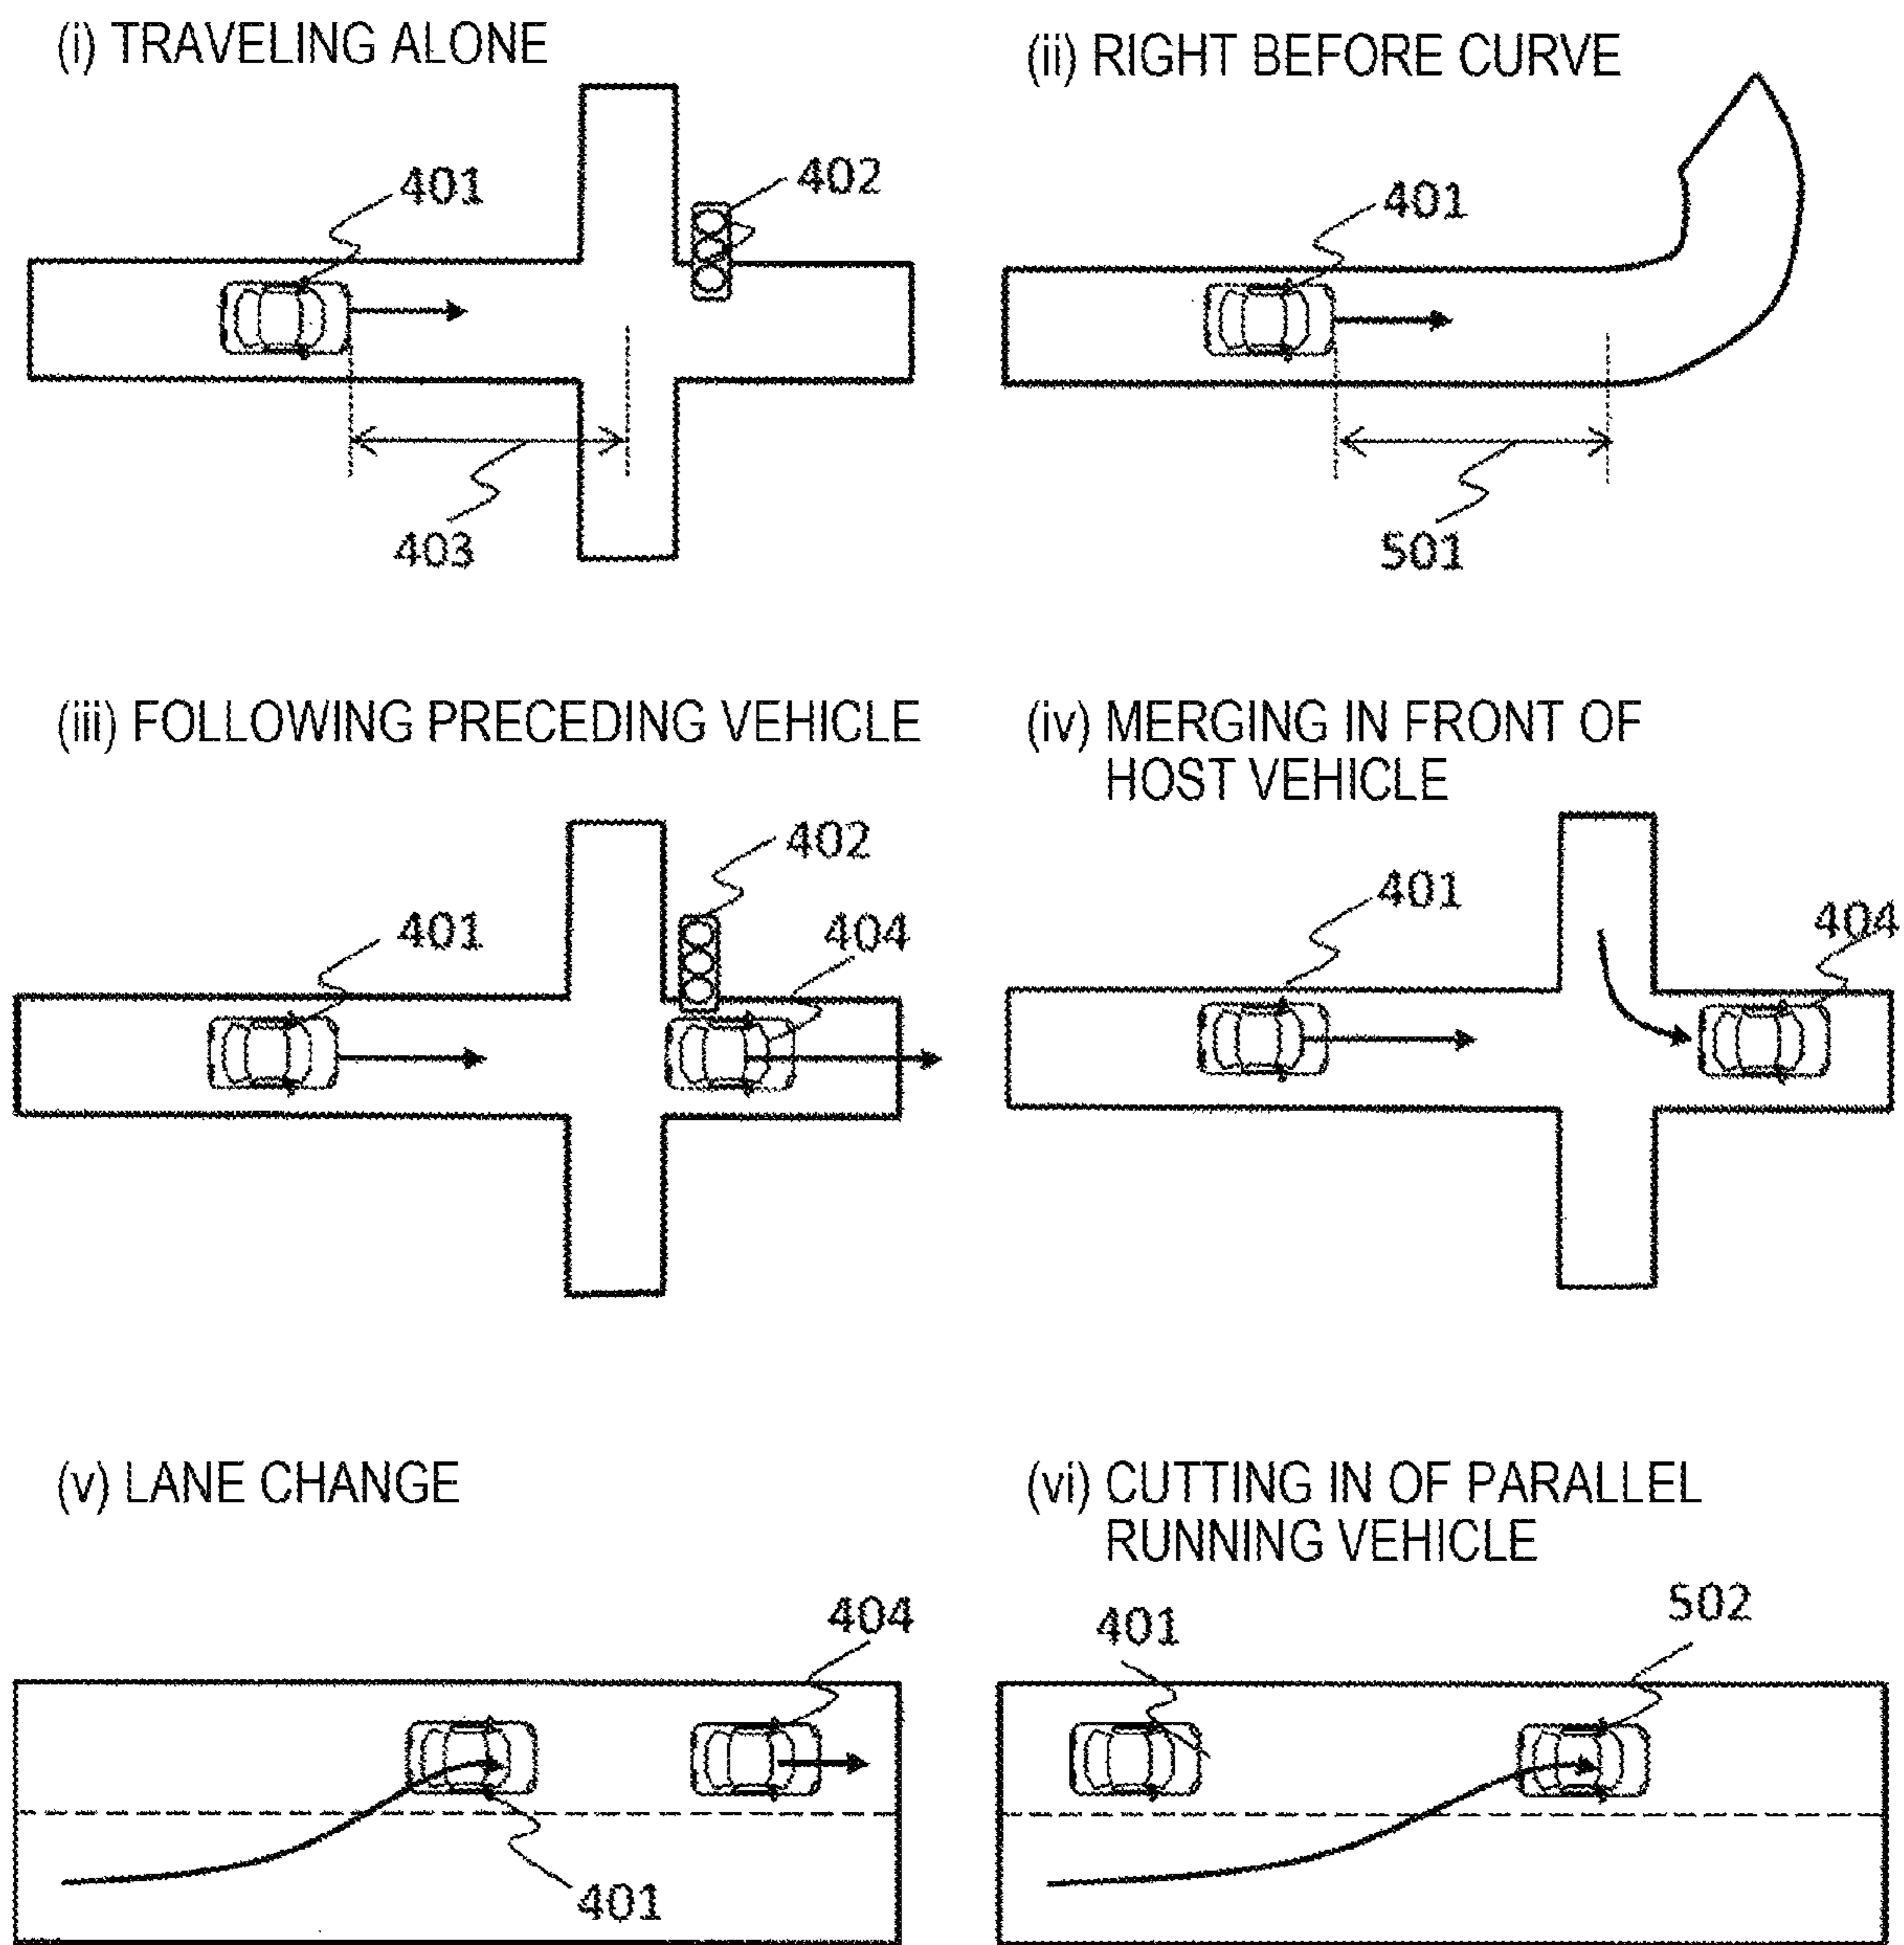 (i) TRAVELING ALONE
401
402
403
(ii) RIGHT BEFORE CURVE
401
501
(iii) FOLLOWING PRECEDING VEHICLE
402
401
404
(iv) MERGING IN FRONT OF
HOST VEHICLE
401
404
(v) LANE CHANGE
404
401
(vi) CUTTING IN OF PARALLEL
RUNNING VEHICLE
401
502